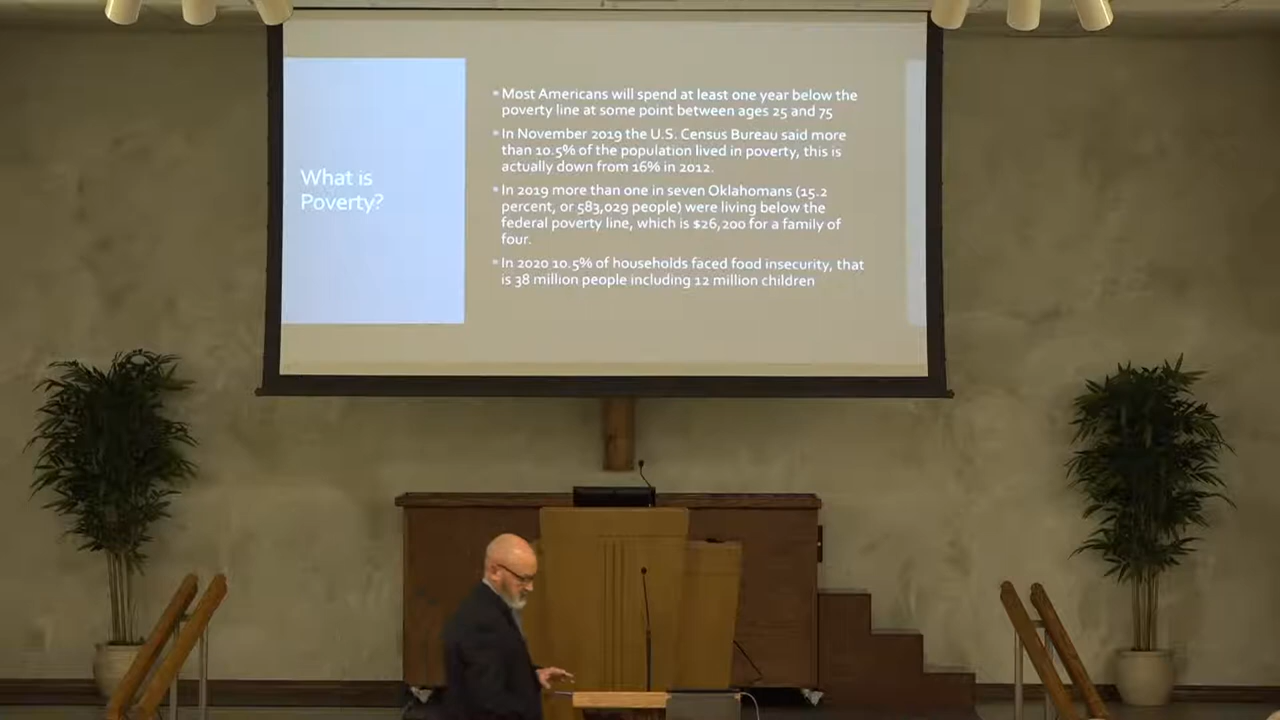 What is
Poverty?
Most Americans will spend at least one year below the
poverty line at some point between ages 25 and 75
In November 2019 the U.S. Census Bureau said more
than 10.5% of the population lived in poverty, this is
actually down from 16% in 2012.
In 2019 more than one in seven Oklahomans (15.2
percent, or 583,029 people) were living below the
federal poverty line, which is $26,200 for a family of
four.
In 2020 10.5% of households faced food insecurity, that
is 38 million people including 12 million children